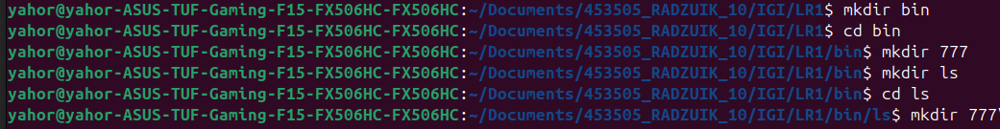 yahor@yahor-ASUS-TUF-Gaming-F15-FX506HC-FX506HC:~/Documents/453505_RADZUIK_10/IGI/LR1$ mkdir bin
yahor@yahor-ASUS-TUF-Gaming-F15-FX506HC-FX506HC:~/Documents/453505_RADZUIK_10/IGI/LR1$ cd bin
yahor@yahor-ASUS-TUF-Gaming-F15-FX506HC-FX506HC:~/Documents/453505_RADZUIK_10/IGI/LR1/bin$ mkdir 777
yahor@yahor-ASUS-TUF-Gaming-F15-FX506HC-FX506HC:~/Documents/453505_RADZUIK_10/IGI/LR1/bin$ mkdir ls
yahor@yahor-ASUS-TUF-Gaming-F15-FX506HC-FX506HC:~/Documents/453505_RADZUIK_10/IGI/LR1/bin$ cd ls
yahor@yahor-ASUS-TUF-Gaming-F15-FX506HC-FX506HC:~/Documents/453505_RADZUIK_10/IGI/LR1/bin/ls$ mkdir 777\